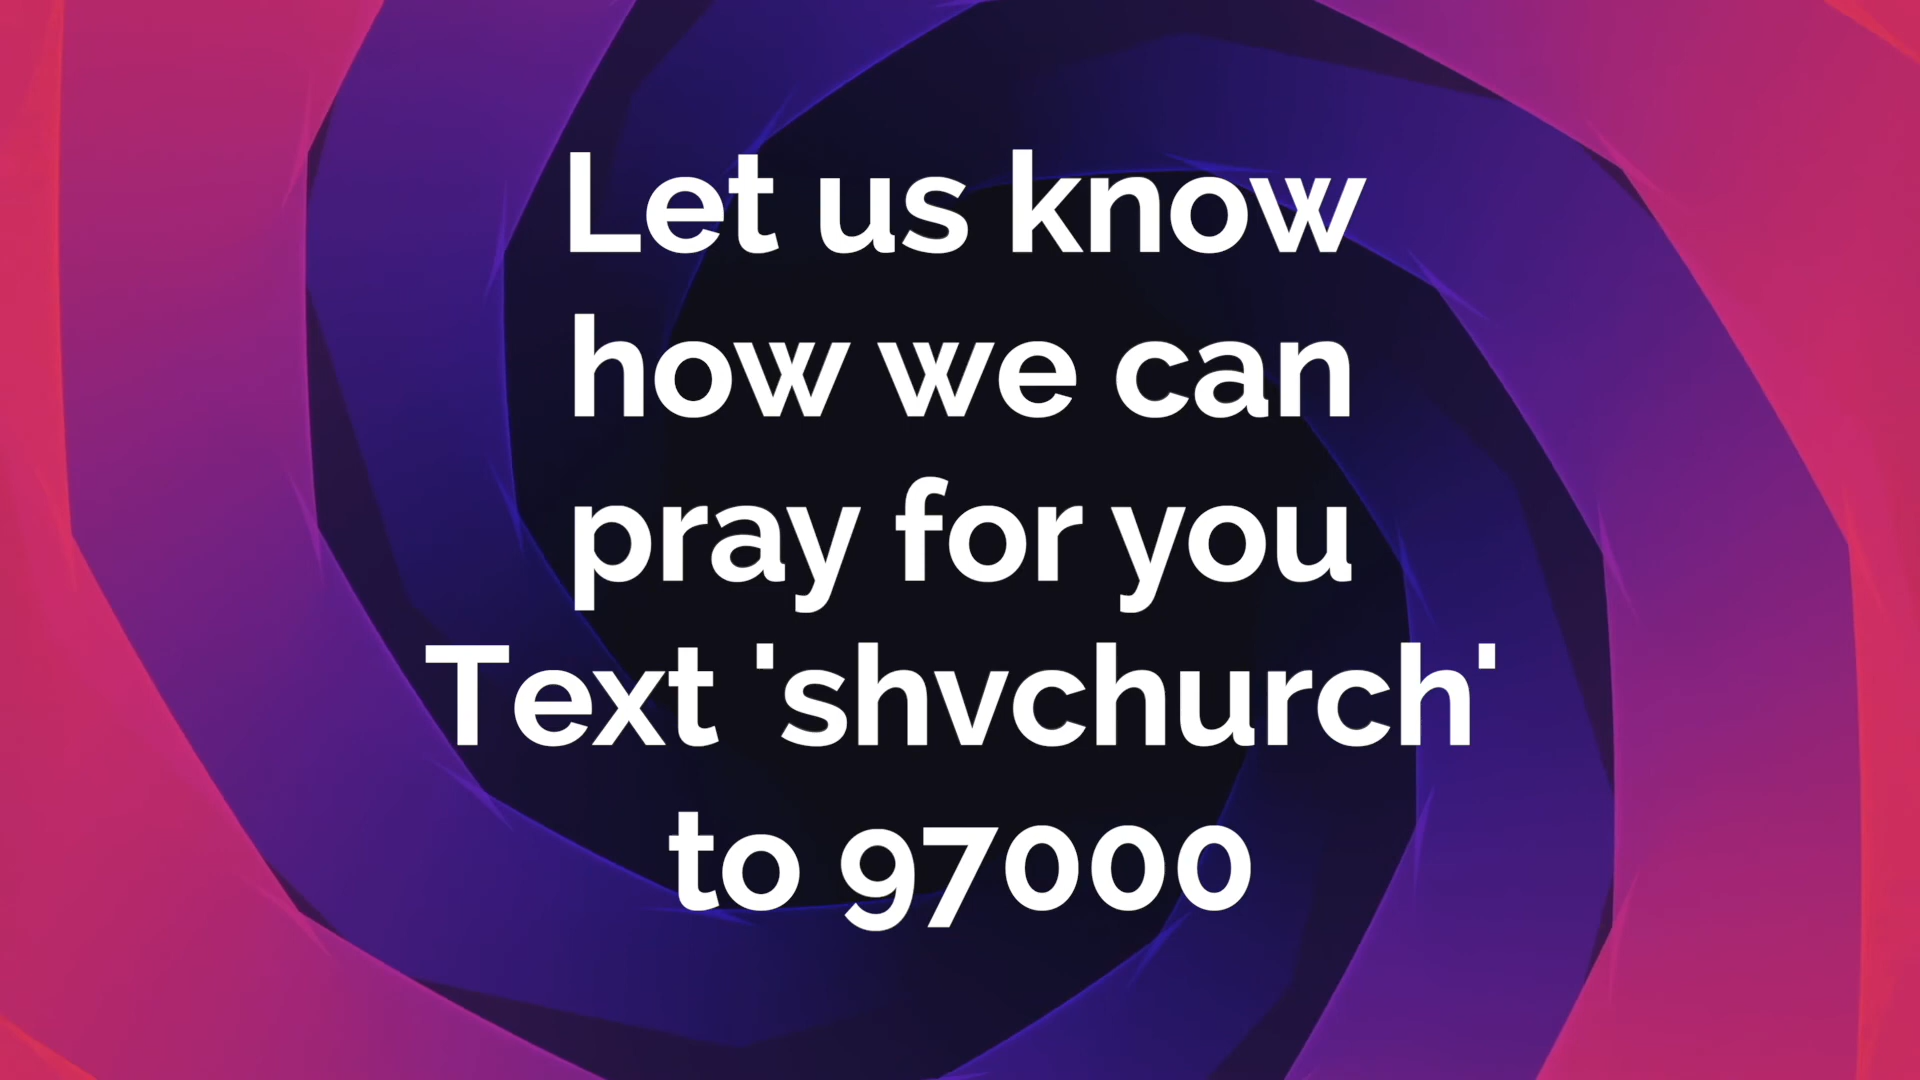 Let us know
how we can
pray for you
Text 'shvchurch'
to 97000